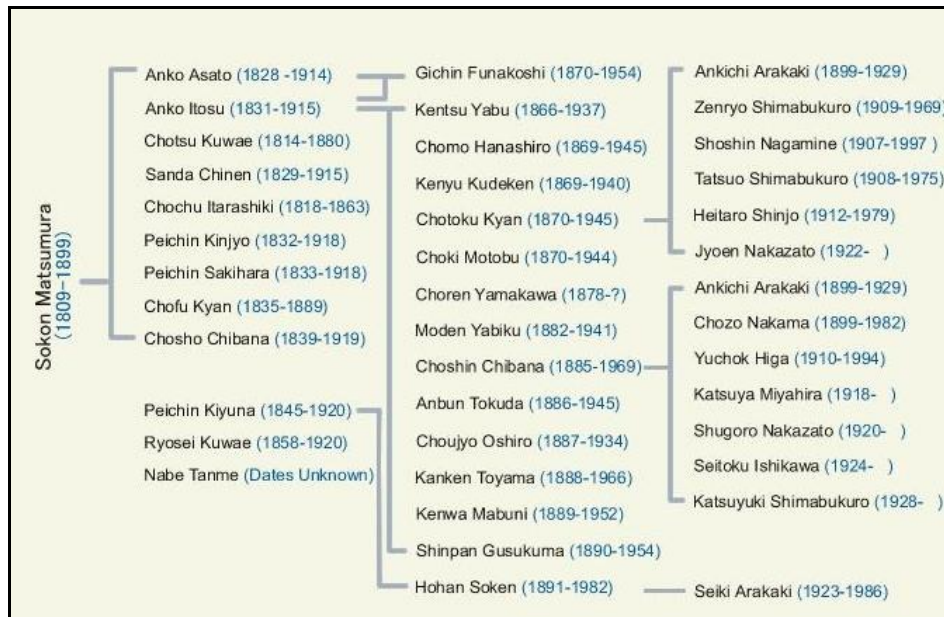 Sokon Matsumura
(1809-1899)
Anko Asato (1828 -1914)
Anko Itosu (1831-1915)
Chotsu Kuwae (1814-1880)
Sanda Chinen (1829-1915)
Chochu Itarashiki (1818-1863)
Peichin Kinjyo (1832-1918)
Peichin Sakihara (1833-1918)
Chofu Kyan (1835-1889)
Chosho Chibana (1839-1919)
Peichin Kiyuna (1845-1920)
Ryosei Kuwae (1858-1920)
Nabe Tanme (Dates Unknown)
Gichin Funakoshi (1870-1954)
Kentsu Yabu (1866-1937)
Chomo Hanashiro (1869-1945)
Kenyu Kudeken (1869-1940)
Chotoku Kyan (1870-1945)
Choki Motobu (1870-1944)
Choren Yamakawa (1878-?)
Moden Yabiku (1882-1941)
Choshin Chibana (1885-1969)
Anbun Tokuda (1886-1945)
Choujyo Oshiro (1887-1934)
Kanken Toyama (1888-1966)
Kenwa Mabuni (1889-1952)
Shinpan Gusukuma (1890-1954)
Hohan Soken (1891-1982)
Ankichi Arakaki (1899-1929)
Zenryo Shimabukuro (1909-1969)
Shoshin Nagamine (1907-1997 )
Tatsuo Shimabukuro (1908-1975)
Heitaro Shinjo (1912-1979)
Jyoen Nakazato (1922-   )
Ankichi Arakaki (1899-1929)
Chozo Nakama (1899-1982)
Yuchok Higa (1910-1994)
Katsuya Miyahira (1918-   )
Shugoro Nakazato (1920-   )
Seitoku Ishikawa (1924-   )
Katsuyuki Shimabukuro (1928-   )
Seiki Arakaki (1923-1986)